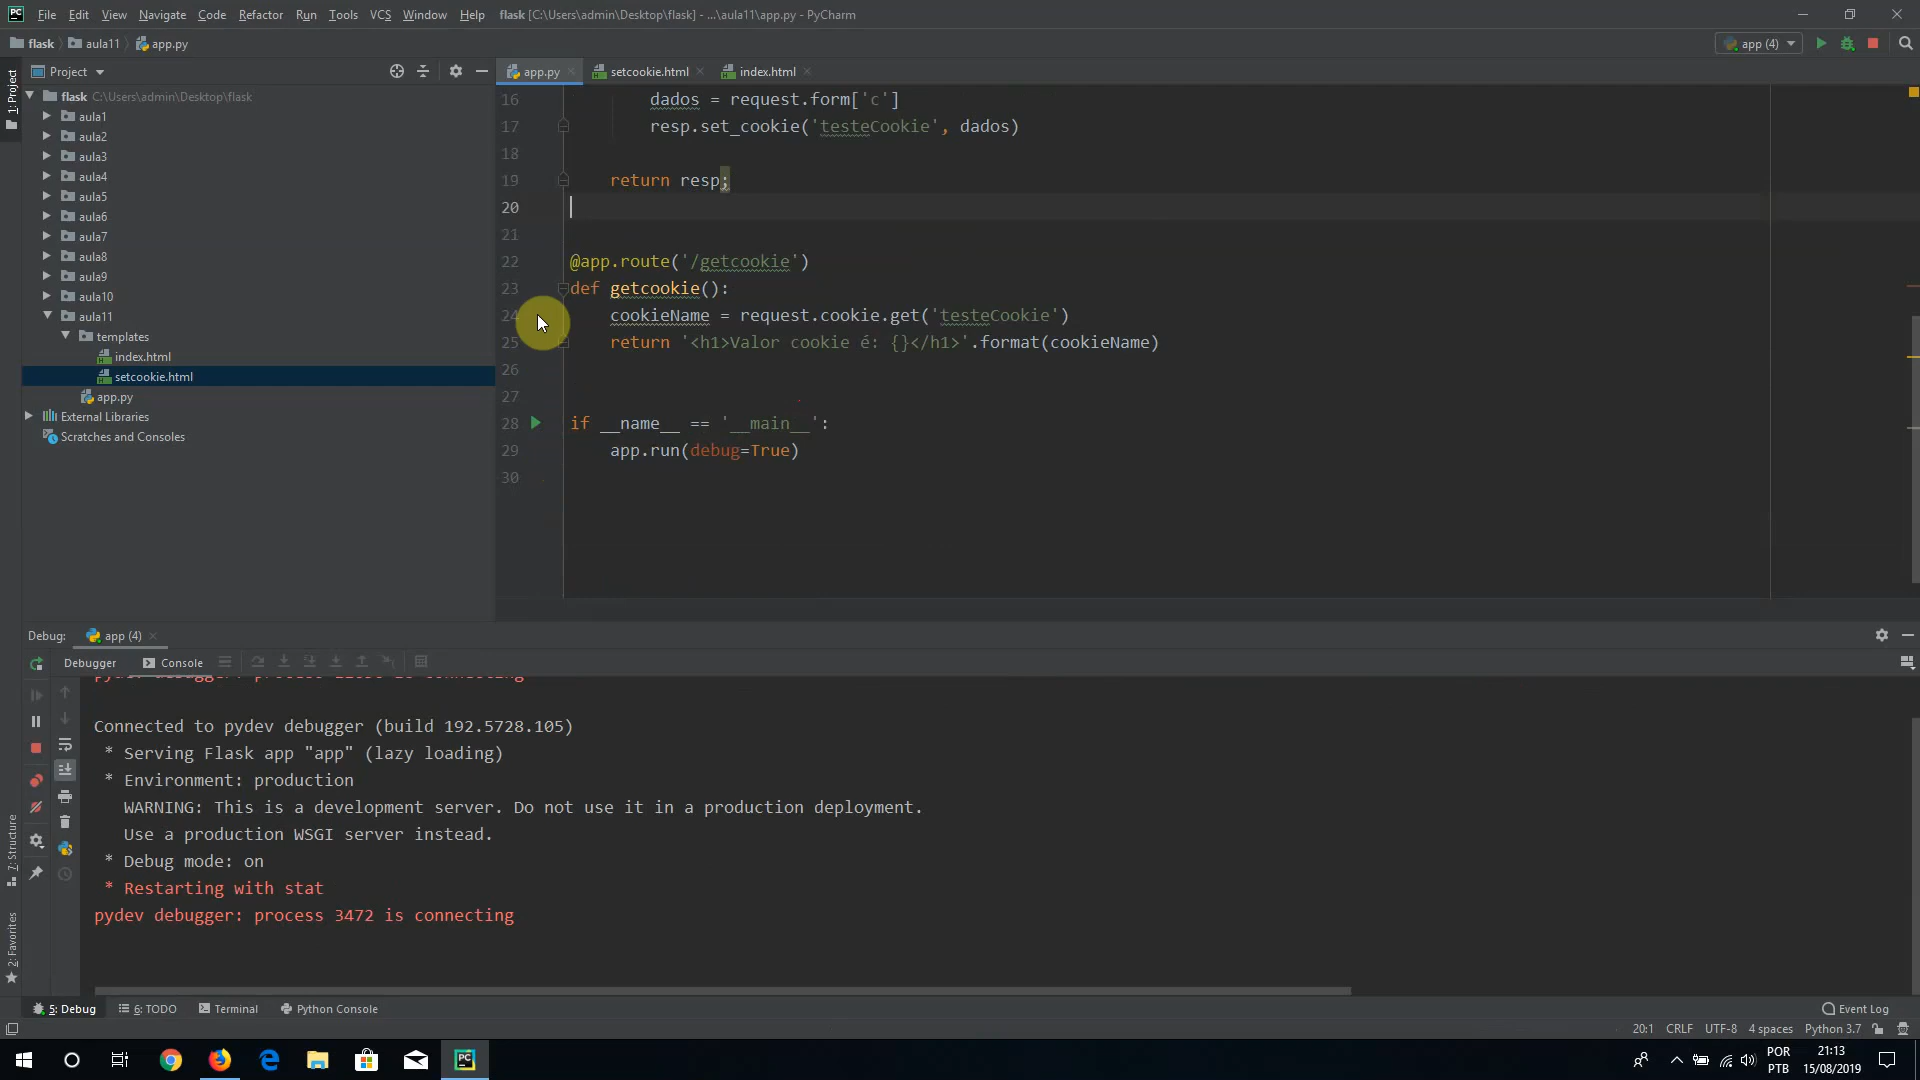 File Edit View Navigate Code Refactor Run Tools VCS Window Help flask [C:\Users\admin\Desktop\flask] - ...\aula11\app.py - PyCharm
flask aula11 app.py
app (4)
Project
app.py setcookie.html index.html
1: Project
flask C:\Users\admin\Desktop\flask
aula1
aula2
aula3
aula4
aula5
aula6
aula7
aula8
aula9
aula10
aula11
templates
index.html
setcookie.html
app.py
External Libraries
Scratches and Consoles
16 dados = request.form['c']
17 resp.set_cookie('testeCookie', dados)
18
19 return resp;
20
21
22 @app.route('/getcookie')
23 def getcookie():
24 cookieName = request.cookie.get('testeCookie')
25 return '<h1>Valor cookie é: {}</h1>'.format(cookieName)
26
27
28 if __name__ == '__main__':
29 app.run(debug=True)
30
Debug: app (4)
Debugger Console
Connected to pydev debugger (build 192.5728.105)
* Serving Flask app "app" (lazy loading)
* Environment: production
WARNING: This is a development server. Do not use it in a production deployment.
Use a production WSGI server instead.
* Debug mode: on
* Restarting with stat
pydev debugger: process 3472 is connecting
7: Structure
2: Favorites
5: Debug 6: TODO Terminal Python Console Event Log
20:1 CRLF UTF-8 4 spaces Python 3.7
POR 21:13
PTB 15/08/2019